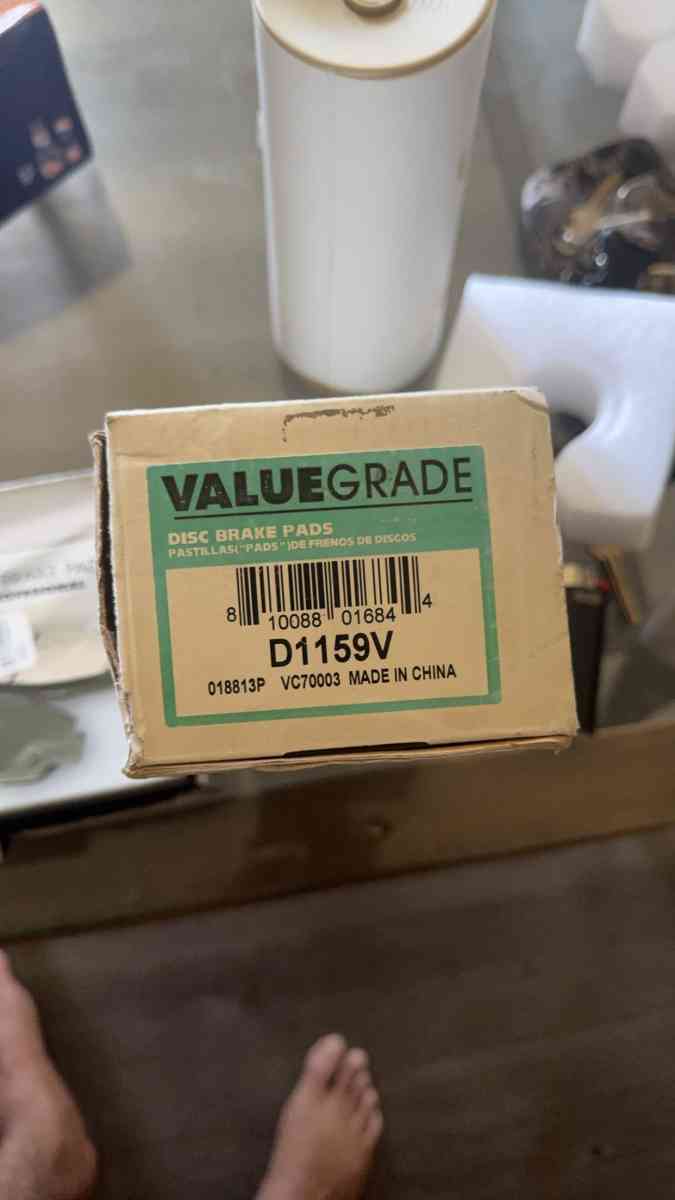 VALUEGRADE
DISC BRAKE PADS
PASTILLAS("PADS")DE FRENOS DE DISCOS
8 10088 01684 4
D1159V
018813P VC70003 MADE IN CHINA